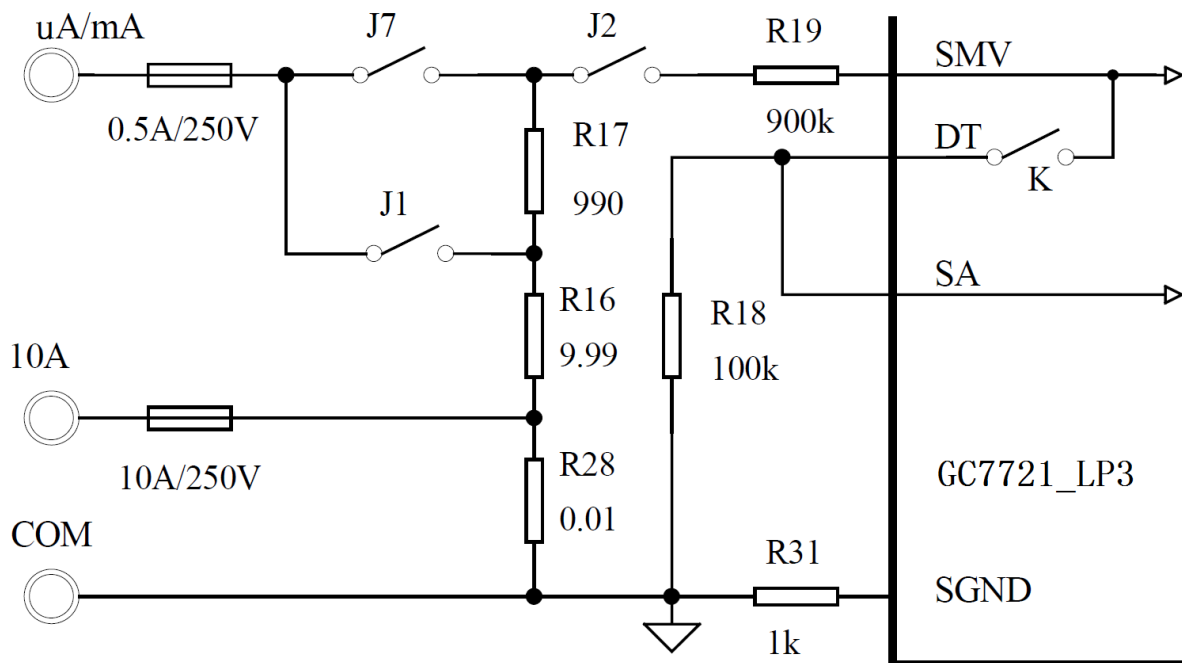 uA/mA
J7
J2
R19
SMV
0.5A/250V
900k
R17
DT
990
K
J1
SA
R16
R18
9.99
100k
10A
R28
10A/250V
GC7721_LP3
0.01
COM
R31
SGND
1k